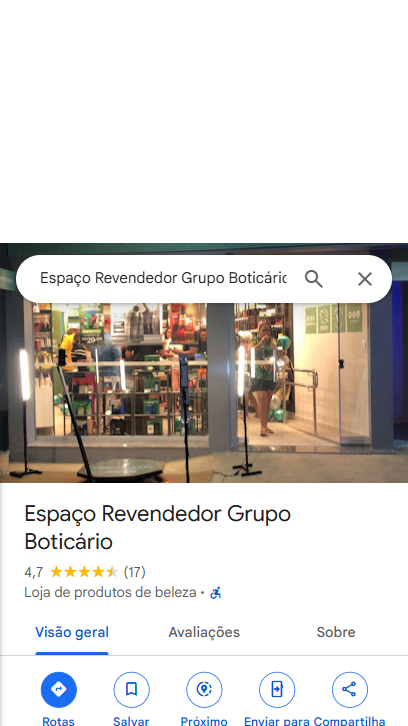 Espaço Revendedor Grupo Boticário
Espaço Revendedor Grupo
Boticário
4,7 (17)
Loja de produtos de beleza ·
Visão geral
Avaliações
Sobre
Rotas
Salvar
Próximo
Enviar para
Compartilha